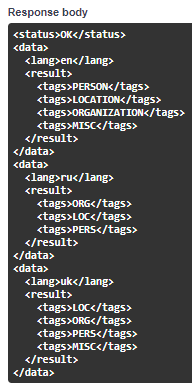 Response body
<status>OK</status>
<data>
<lang>en</lang>
<result>
<tags>PERSON</tags>
<tags>LOCATION</tags>
<tags>ORGANIZATION</tags>
<tags>MISC</tags>
</result>
</data>
<data>
<lang>ru</lang>
<result>
<tags>ORG</tags>
<tags>LOC</tags>
<tags>PERS</tags>
</result>
</data>
<data>
<lang>uk</lang>
<result>
<tags>LOC</tags>
<tags>ORG</tags>
<tags>PERS</tags>
<tags>MISC</tags>
</result>
</data>